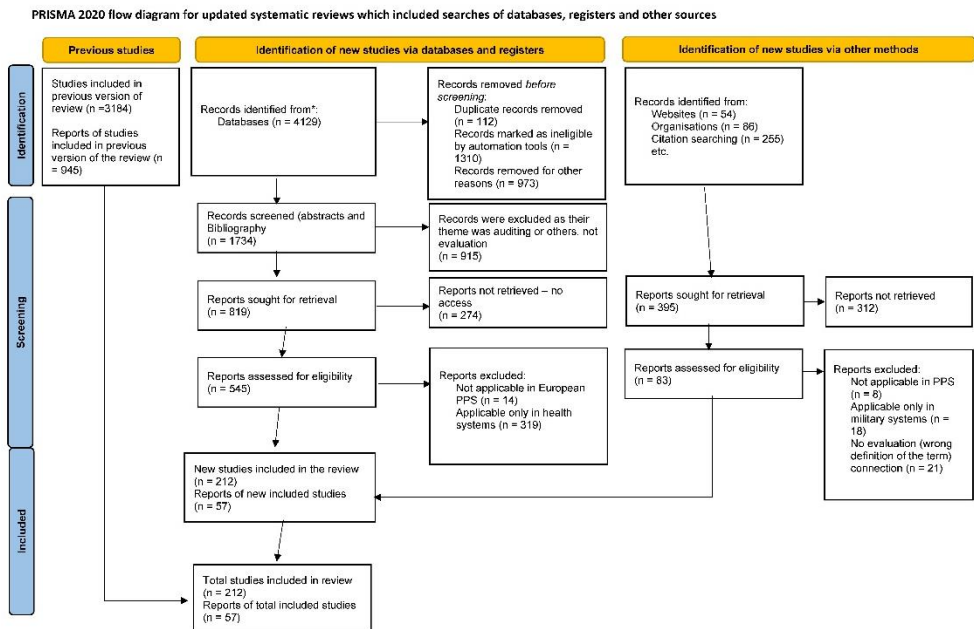 PRISMA 2020 flow diagram for updated systematic reviews which included searches of databases, registers and other sources
Previous studies
Identification of new studies via databases and registers
Identification of new studies via other methods
Identification
Studies included in
previous version of
review (n =3184)
Reports of studies
included in previous
version of the review (n
= 945)
Records identified from*:
Databases (n = 4129)
Records removed before
screening:
Duplicate records removed
(n = 112)
Records marked as ineligible
by automation tools (n =
1310)
Records removed for other
reasons (n = 973)
Records identified from:
Websites (n = 54)
Organisations (n = 86)
Citation searching (n = 255)
etc.
Screening
Records screened (abstracts and
Bibliography
(n = 1734)
Records were excluded as their
theme was auditing or others. not
evaluation
(n = 915)
Reports sought for retrieval
(n = 819)
Reports not retrieved – no
access
(n = 274)
Reports sought for retrieval
(n = 395)
Reports not retrieved
(n = 312)
Reports assessed for eligibility
(n = 545)
Reports excluded:
Not applicable in European
PPS (n = 14)
Applicable only in health
systems (n = 319)
Reports assessed for eligibility
(n = 83)
Reports excluded:
Not applicable in PPS
(n = 8)
Applicable only in
military systems (n =
18)
No evaluation (wrong
definition of the term)
connection (n = 21)
Included
New studies included in the review
(n = 212)
Reports of new included studies
(n = 57)
Total studies included in review
(n = 212)
Reports of total included studies
(n = 57)